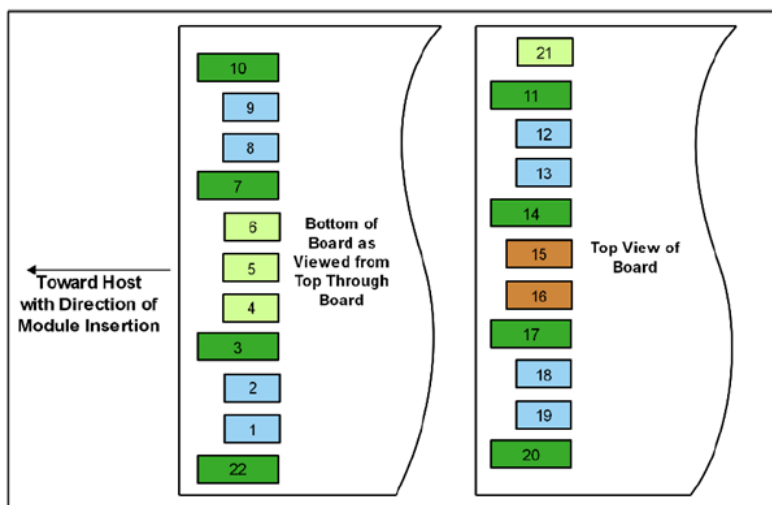 10
9
8
7
6
5
4
3
2
1
22
Bottom of
Board as
Viewed from
Top Through
Board
Toward Host
with Direction of
Module Insertion
21
11
12
13
14
15
16
17
18
19
20
Top View of
Board